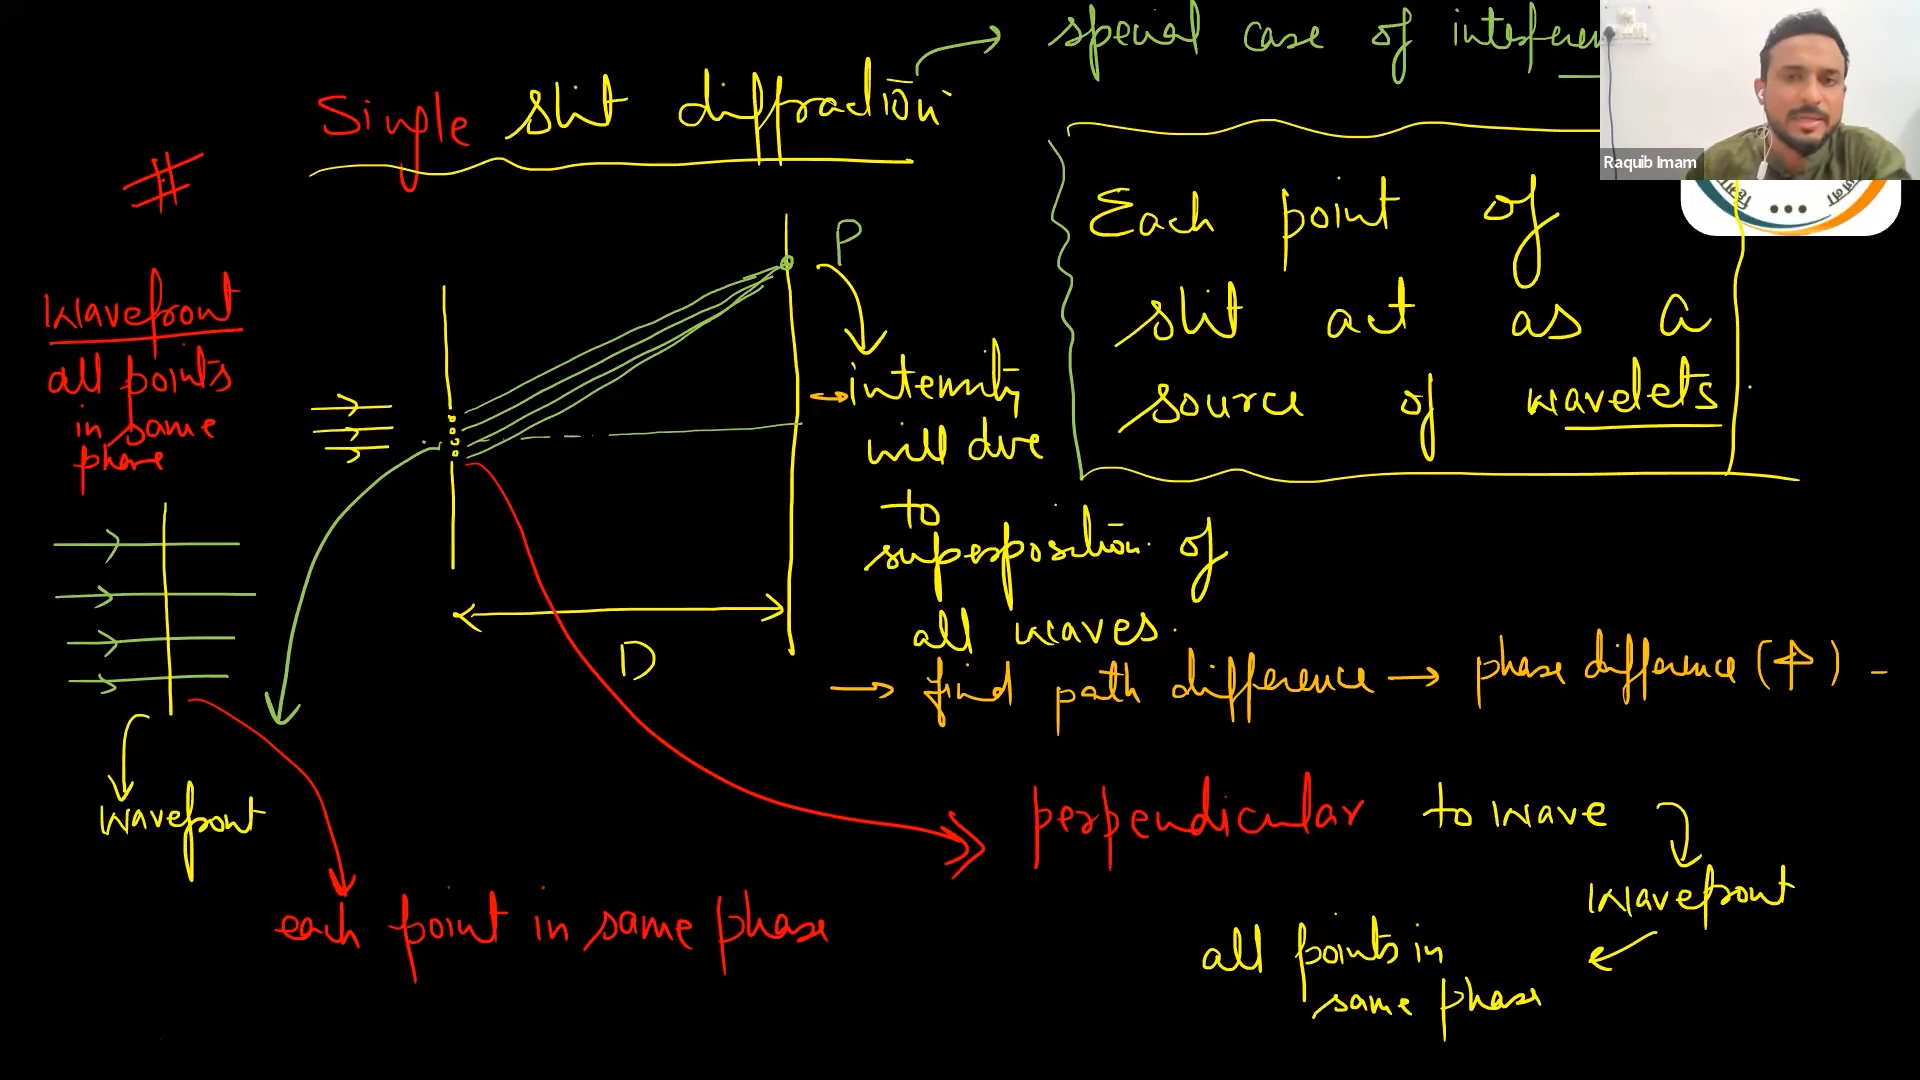 special case of interferen
Single slit diffraction
#
Raquib Imam
Each point of
slit act as a
source of wavelets
P
Wavefront
all points
in same
phase
intensity
will due
to
superposition of
all waves.
D
→ find path difference → phase difference (ϕ) -
Wavefront
perpendicular to wave
Wavefront
each point in same phase
all points in
same phase